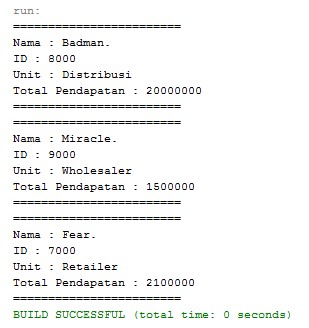 run:
========================
Nama : Badman.
ID : 8000
Unit : Distribusi
Total Pendapatan : 20000000
========================
========================
Nama : Miracle.
ID : 9000
Unit : Wholesaler
Total Pendapatan : 1500000
========================
========================
Nama : Fear.
ID : 7000
Unit : Retailer
Total Pendapatan : 2100000
========================
BUILD SUCCESSFUL (total time: 0 seconds)